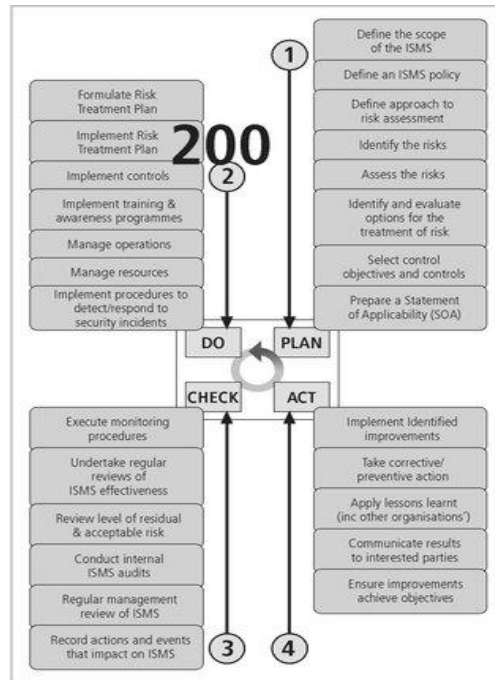 1
Define the scope
of the ISMS
Define an ISMS policy
Define approach to
risk assessment
Identify the risks
Assess the risks
Identify and evaluate
options for the
treatment of risk
Select control
objectives and controls
Prepare a Statement
of Applicability (SOA)
Formulate Risk
Treatment Plan
Implement Risk
Treatment Plan
200
2
Implement controls
Implement training &
awareness programmes
Manage operations
Manage resources
Implement procedures to
detect/respond to
security incidents
DO
PLAN
CHECK
ACT
Execute monitoring
procedures
Undertake regular
reviews of
ISMS effectiveness
Review level of residual
& acceptable risk
Conduct internal
ISMS audits
Regular management
review of ISMS
Record actions and events
that impact on ISMS
3
4
Implement Identified
improvements
Take corrective/
preventive action
Apply lessons learnt
(inc other organisations')
Communicate results
to interested parties
Ensure improvements
achieve objectives